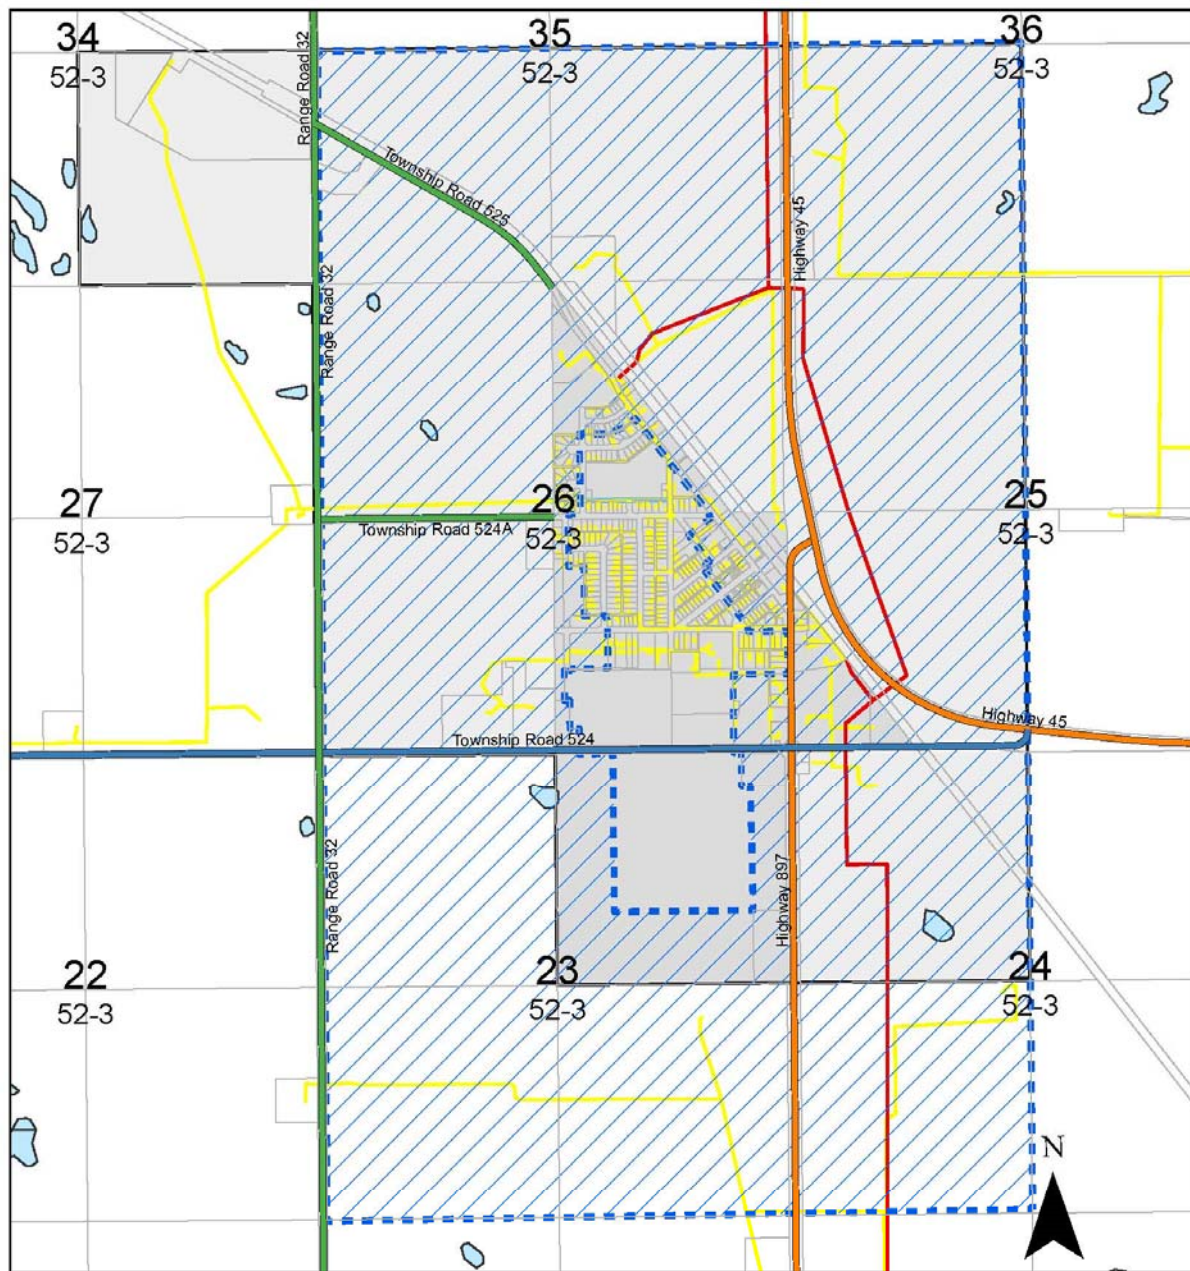 34
52-3
35
52-3
36
52-3
Range Road 32
Township Road 525
Highway 45
Range Road 32
27
52-3
26
52-3
25
52-3
Township Road 524A
Highway 45
Township Road 524
Range Road 32
Highway 897
22
52-3
23
52-3
24
52-3
N